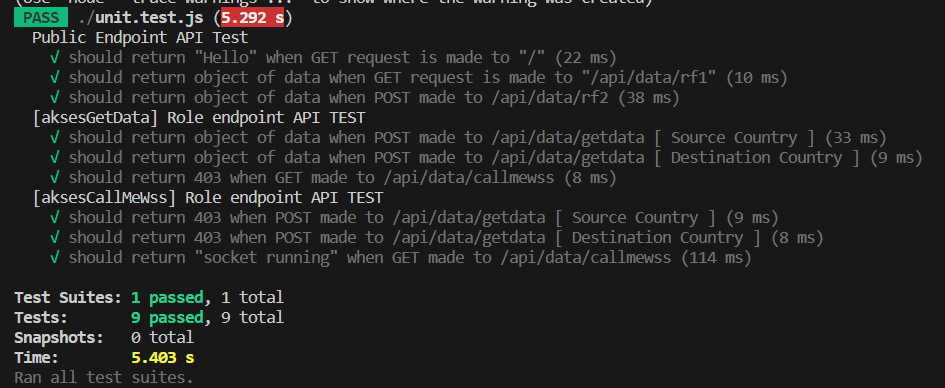 (Use `node --trace-warnings ...` to show where the warning was created)
PASS ./unit.test.js (5.292 s)
Public Endpoint API Test
√ should return "Hello" when GET request is made to "/" (22 ms)
√ should return object of data when GET request is made to "/api/data/rf1" (10 ms)
√ should return object of data when POST made to /api/data/rf2 (38 ms)
[aksesGetData] Role endpoint API TEST
√ should return object of data when POST made to /api/data/getdata [ Source Country ] (33 ms)
√ should return object of data when POST made to /api/data/getdata [ Destination Country ] (9 ms)
√ should return 403 when GET made to /api/data/callmewss (8 ms)
[aksesCallMeWss] Role endpoint API TEST
√ should return 403 when POST made to /api/data/getdata [ Source Country ] (9 ms)
√ should return 403 when POST made to /api/data/getdata [ Destination Country ] (8 ms)
√ should return "socket running" when GET made to /api/data/callmewss (114 ms)
Test Suites: 1 passed, 1 total
Tests: 9 passed, 9 total
Snapshots: 0 total
Time: 5.403 s
Ran all test suites.